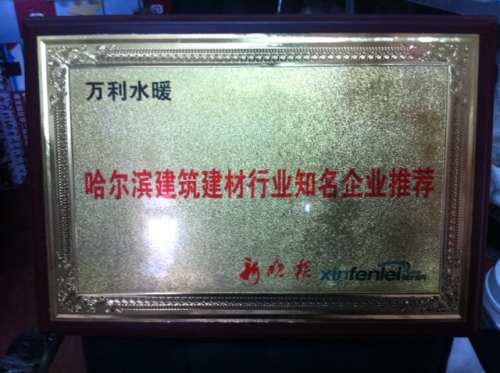 万利水暖
哈尔滨建筑建材行业知名企业推荐
新晚报 xinfenlei